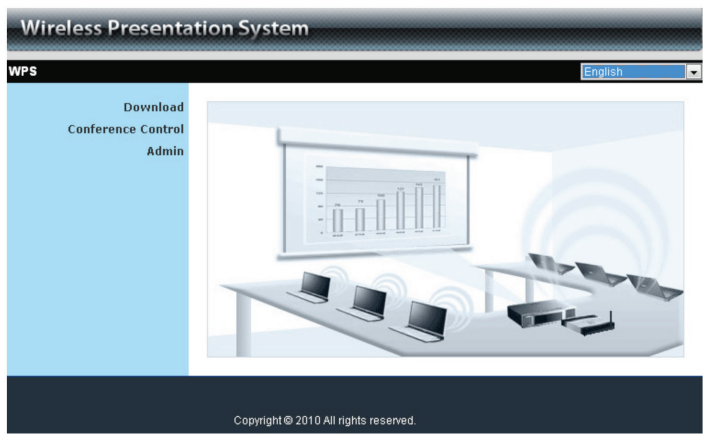 Wireless Presentation System
WPS
English
Download
Conference Control
Admin
Copyright © 2010 All rights reserved.